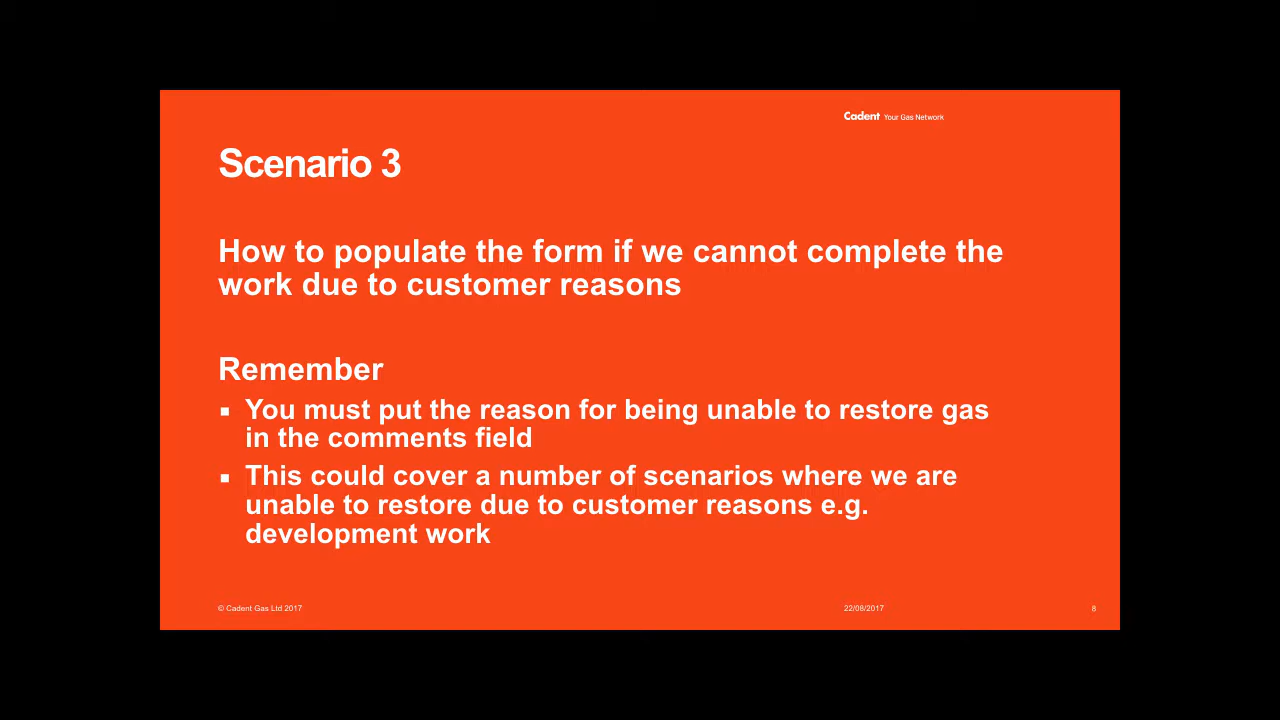 Cadent Your Gas Network
Scenario 3
How to populate the form if we cannot complete the
work due to customer reasons
Remember
▪ You must put the reason for being unable to restore gas
in the comments field
▪ This could cover a number of scenarios where we are
unable to restore due to customer reasons e.g.
development work
© Cadent Gas Ltd 2017
22/08/2017
8